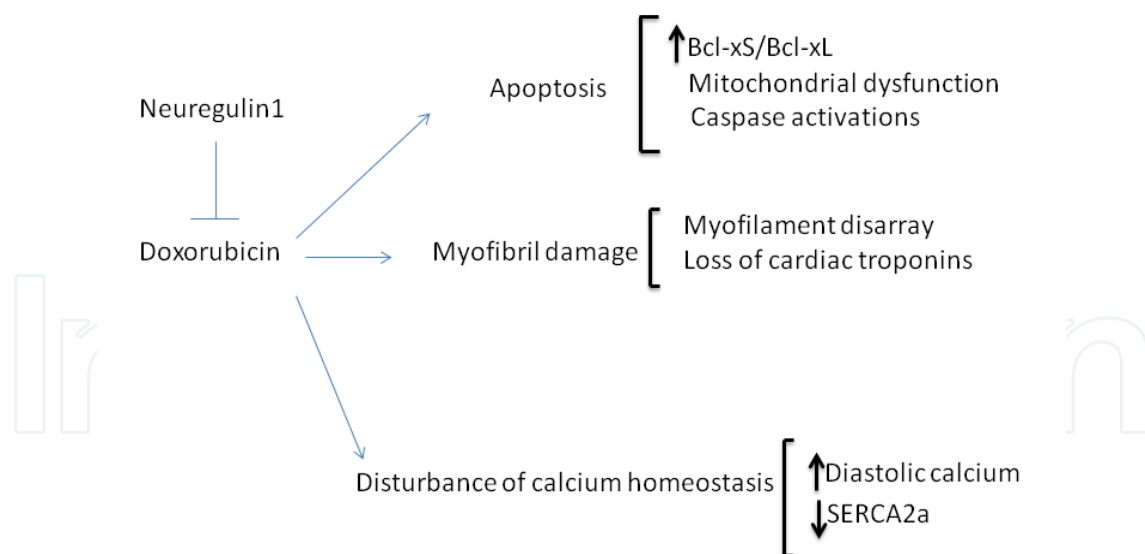 Neuregulin1
Doxorubicin
Apoptosis
↑Bcl-xS/Bcl-xL
Mitochondrial dysfunction
Caspase activations
Myofibril damage
Myofilament disarray
Loss of cardiac troponins
Disturbance of calcium homeostasis
↑Diastolic calcium
↓SERCA2a